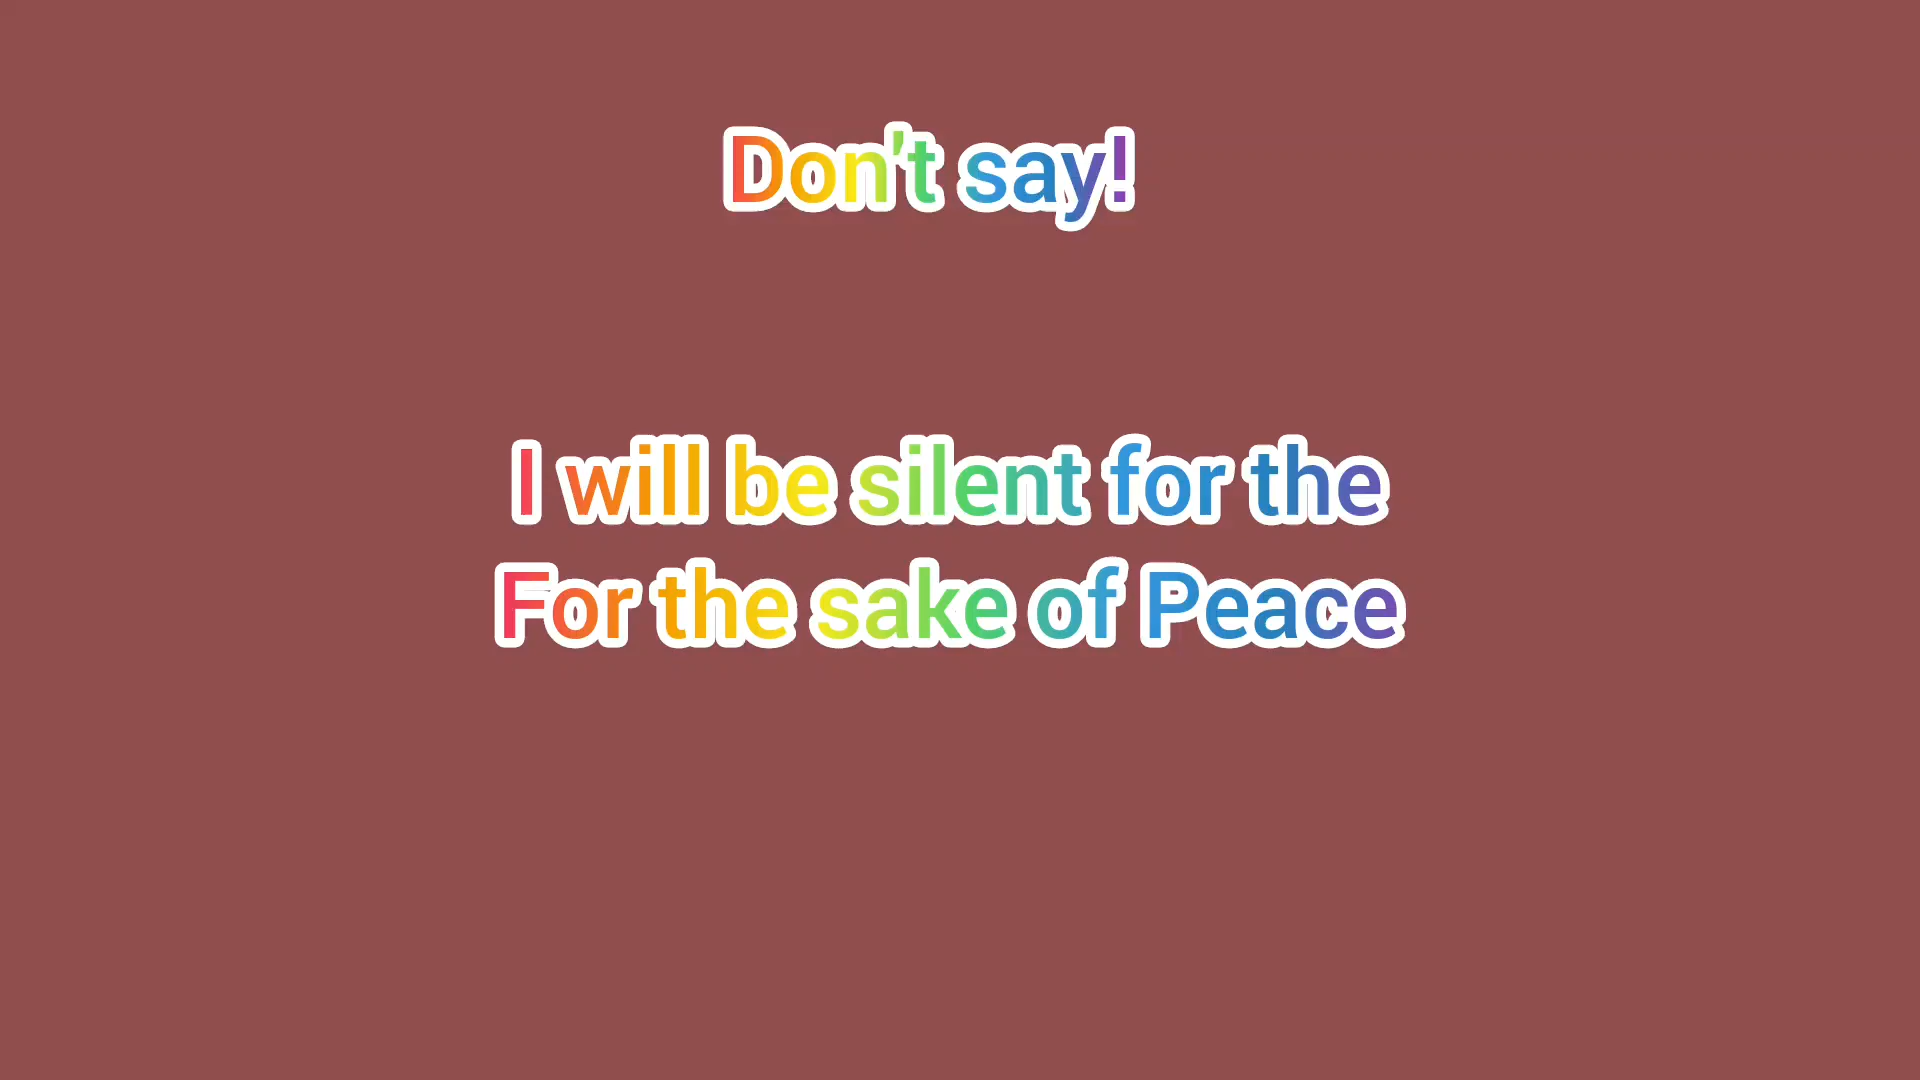 Don't say!
I will be silent for the
For the sake of Peace